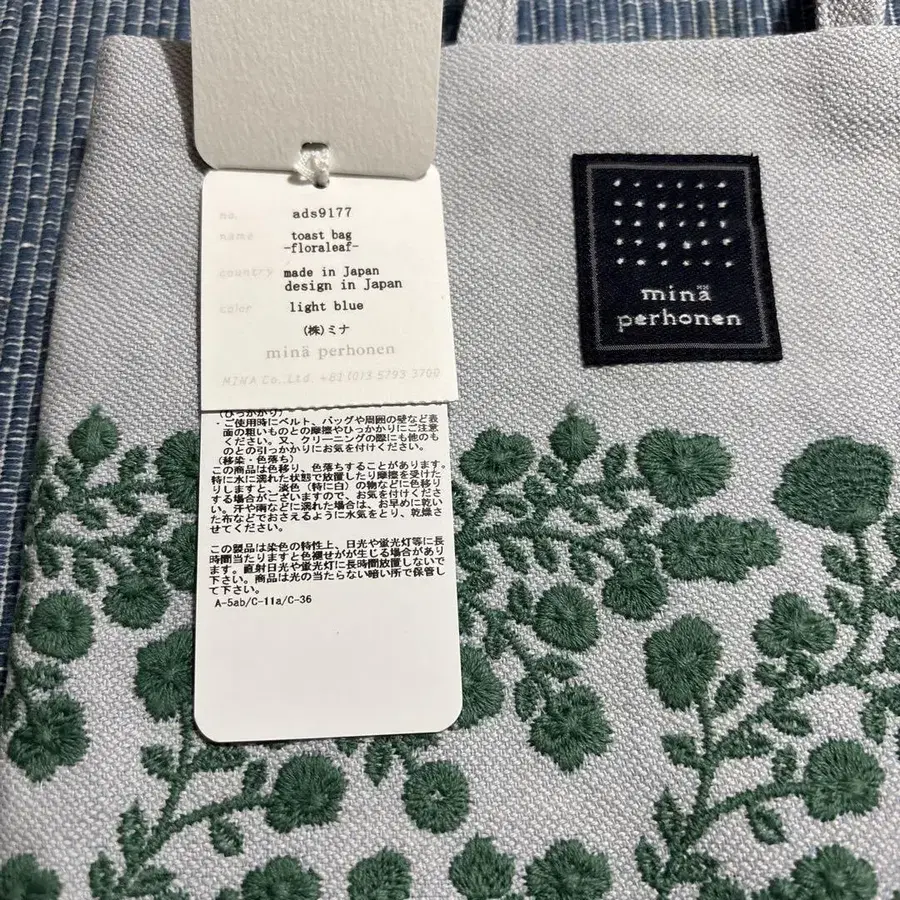 no. ads9177
name toast bag
-floraleaf-
country made in Japan
design in Japan
color light blue
(株)ミナ
minä perhonen
MINA Co., Ltd. +81 (0)3 5793 3700
(ひっかかり)
・ご使用時にベルト、バッグや周囲の壁など表
面の粗いものとの摩擦やひっかかりにご注意
ください。又、クリーニングの際にも他のも
のとの引っかかりにお気を付けください。
(移染・色落ち)
この商品は色移り、色落ちすることがあります。
特に水に濡れた状態で放置したり摩擦を受けた
りしますと、淡色(特に白)の物などに色移り
する場合がございますので、お気を付けくださ
い。汗や雨などに濡れた場合は、お早めに乾い
た布などでおさえるように水気をとり、乾燥さ
せてください。
この製品は染色の特性上、日光や蛍光灯等に長
時間当たりますと色褪せがが生じる場合があり
ます。直射日光や蛍光灯に長時間放置しないで
下さい。商品は光の当たらない暗い所で保管し
て下さい。
A-5ab/C-11a/C-36
minä
perhonen